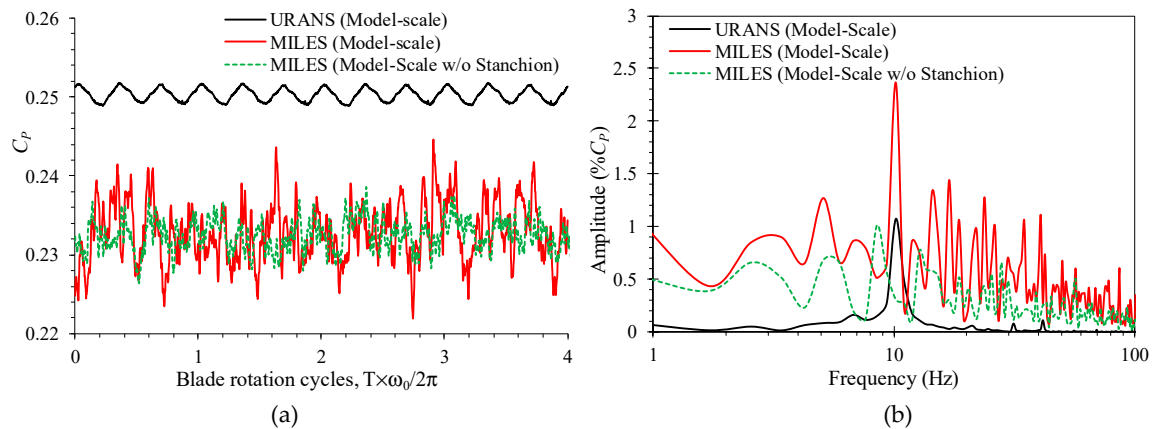 0.26
URANS (Model-scale)
MILES (Model-scale)
MILES (Model-Scale w/o Stanchion)
0.25
0.24
0.23
0.22
C_P
0 1 2 3 4
Blade rotation cycles, T×ω₀/2π
(a)
3
URANS (Model-Scale)
MILES (Model-Scale)
MILES (Model-Scale w/o Stanchion)
2.5
2
1.5
1
0.5
0
Amplitude (%C_P)
1 10 100
Frequency (Hz)
(b)